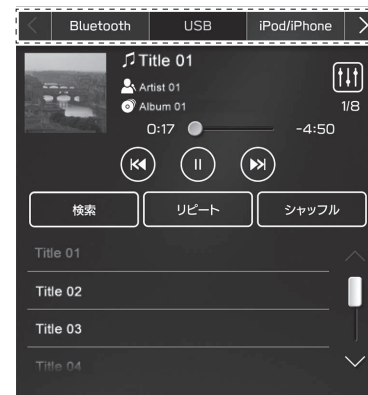 Bluetooth USB iPod/iPhone
Title 01
Artist 01
Album 01 1/8
0:17 -4:50
検索 リピート シャッフル
Title 01
Title 02
Title 03
Title 04